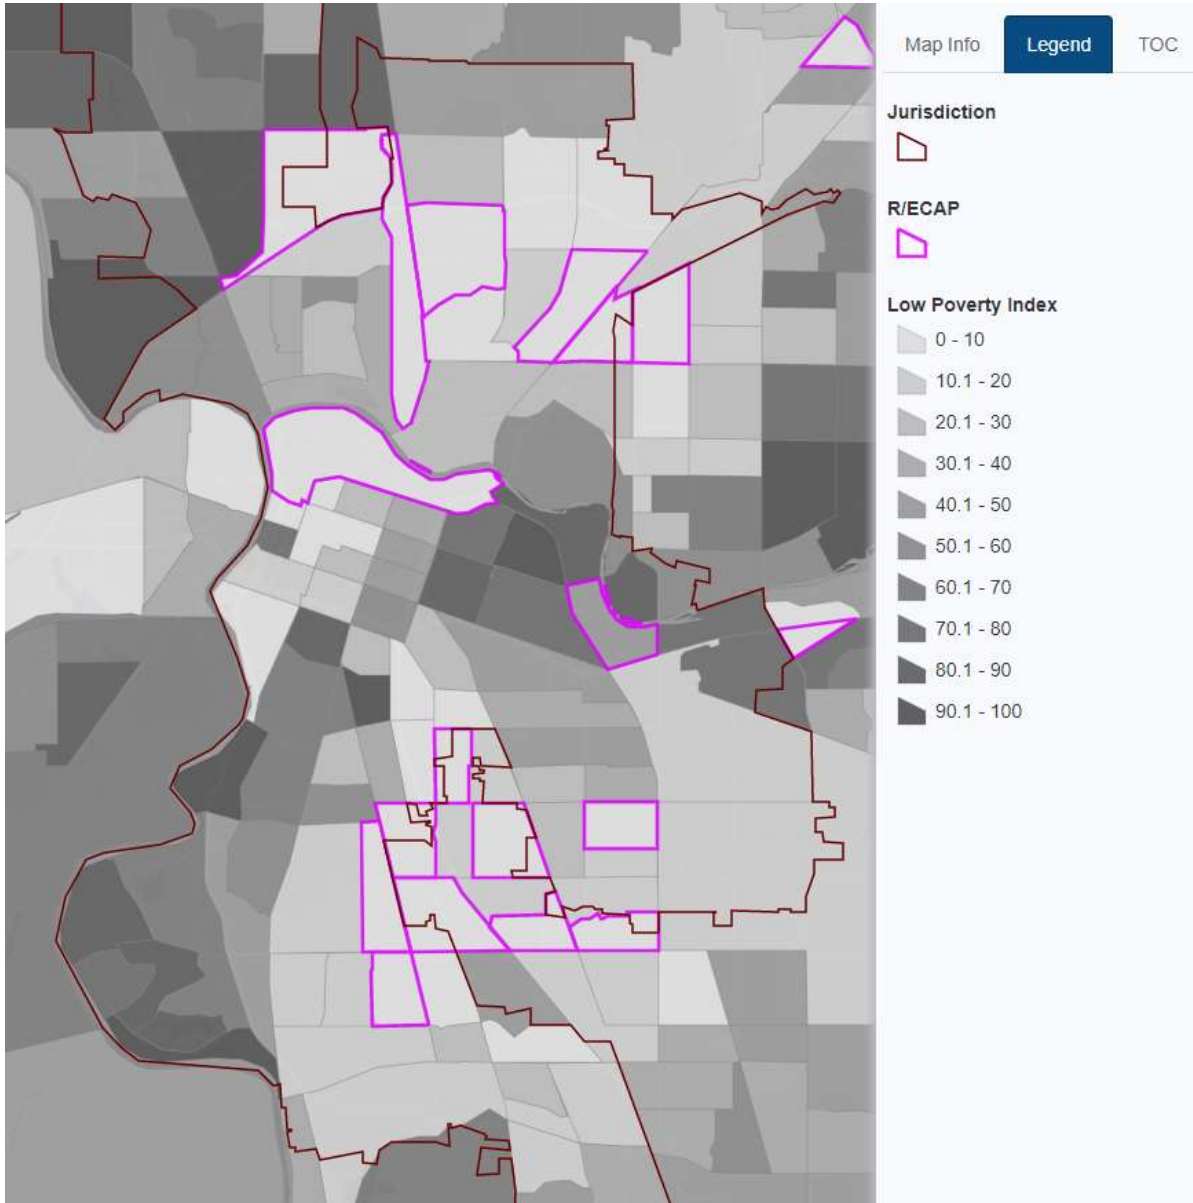 Map Info Legend TOC
Jurisdiction
R/ECAP
Low Poverty Index
0 - 10
10.1 - 20
20.1 - 30
30.1 - 40
40.1 - 50
50.1 - 60
60.1 - 70
70.1 - 80
80.1 - 90
90.1 - 100